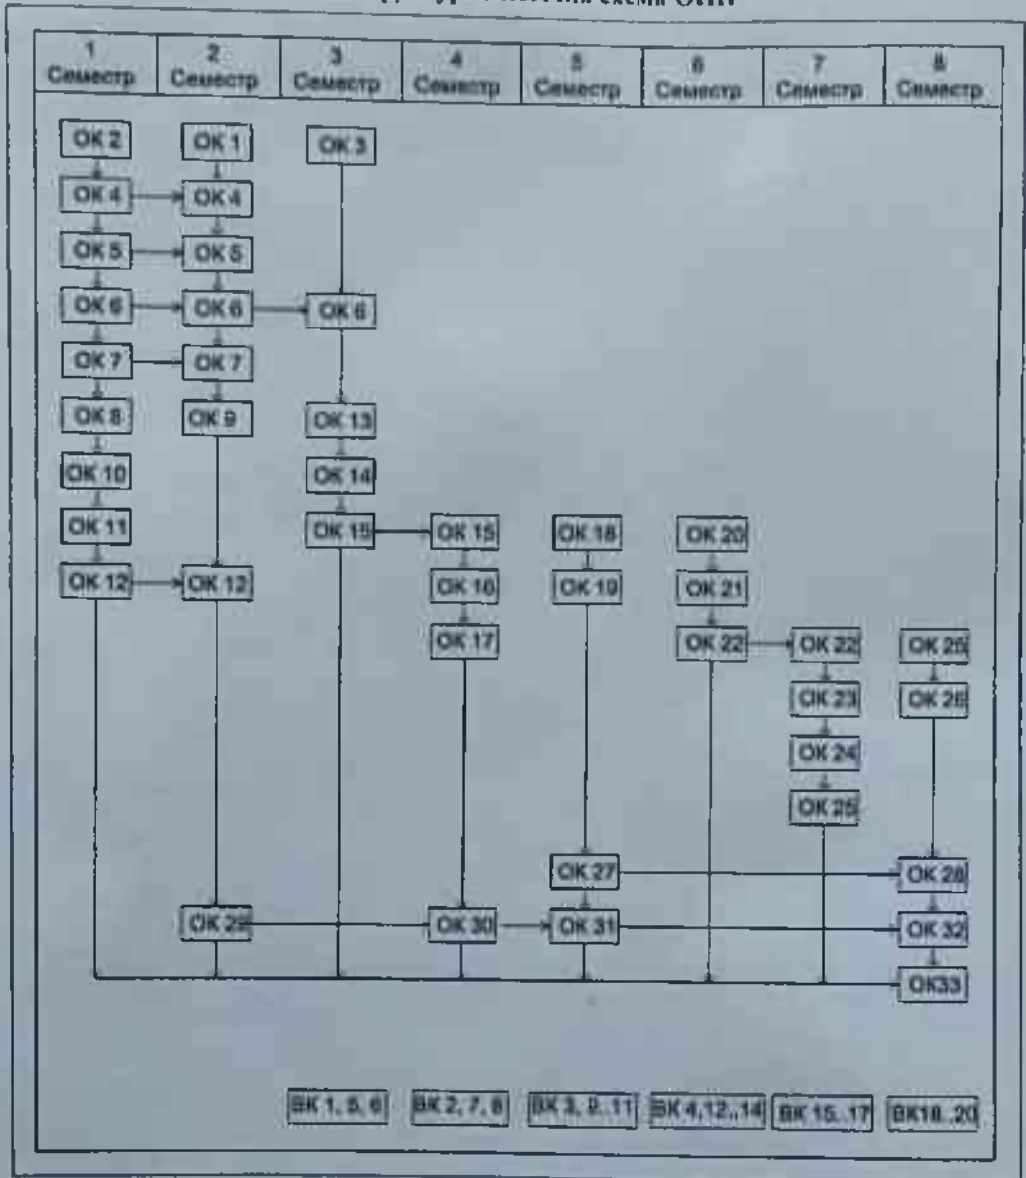 1 2 3 4 5 6 7 8
Семестр Семестр Семестр Семестр Семестр Семестр Семестр Семестр
ОК 2 ОК 1 ОК 3
ОК 4 ОК 4
ОК 5 ОК 5
ОК 6 ОК 6 ОК 6
ОК 7 ОК 7
ОК 8 ОК 9 ОК 13
ОК 10 ОК 14
ОК 11 ОК 15 ОК 15 ОК 18 ОК 20
ОК 12 ОК 12 ОК 16 ОК 19 ОК 21
ОК 17 ОК 22 ОК 22 ОК 25
ОК 23 ОК 26
ОК 24
ОК 25
ОК 27 ОК 28
ОК 29 ОК 30 ОК 31 ОК 32
ОК33
ВК 1, 5, 6 ВК 2, 7, 8 ВК 3, 9..11 ВК 4,12..14 ВК 15..17 ВК18..20